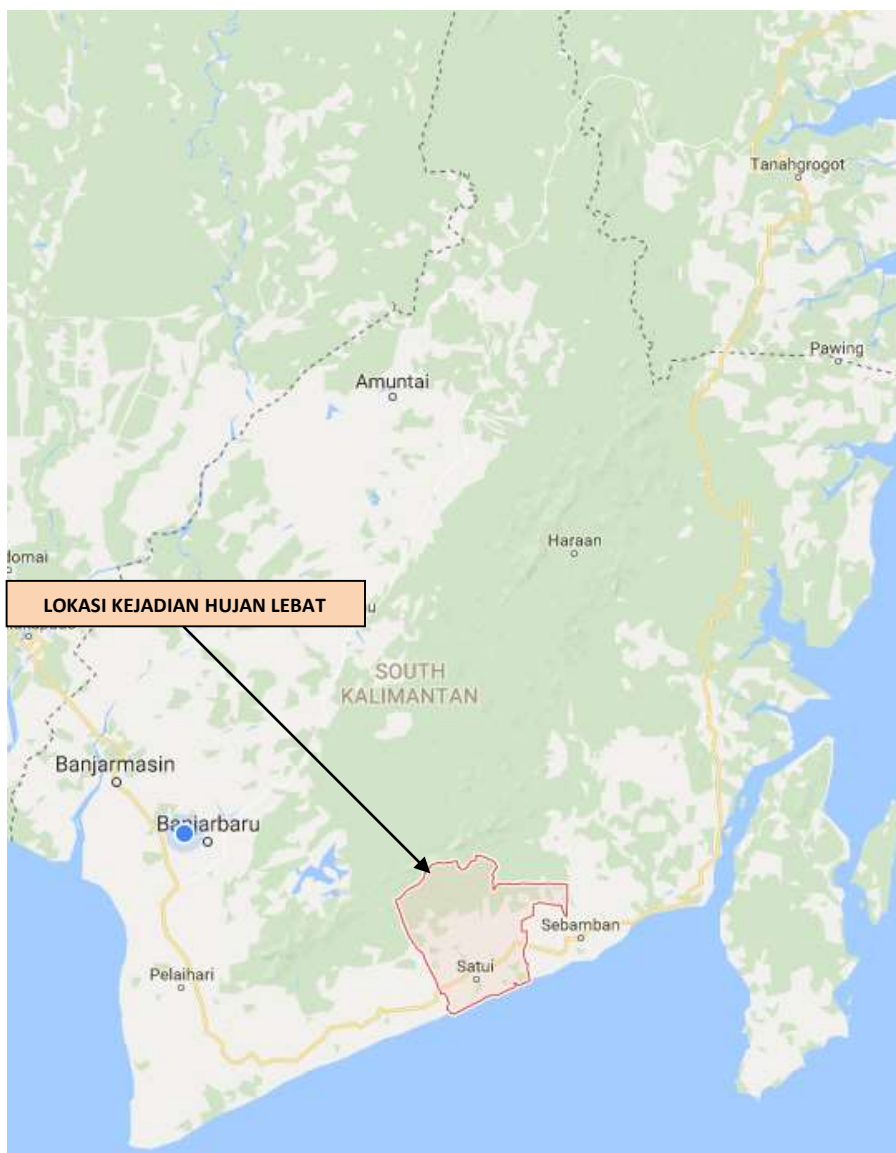 Tanahgrogot
Pawing
Amuntai
Haraan
LOKASI KEJADIAN HUJAN LEBAT
SOUTH
KALIMANTAN
Banjarmasin
Banjarbaru
Sebamban
Satui
Pelaihari